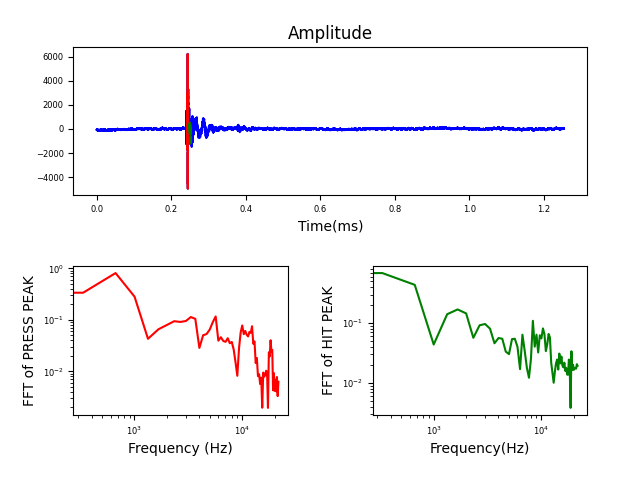 Amplitude
6000
4000
2000
0
−2000
−4000
0.0 0.2 0.4 0.6 0.8 1.0 1.2
Time(ms)
FFT of PRESS PEAK
10⁰
10⁻¹
10⁻²
10³ 10⁴
Frequency (Hz)
FFT of HIT PEAK
10⁻¹
10⁻²
10³ 10⁴
Frequency(Hz)